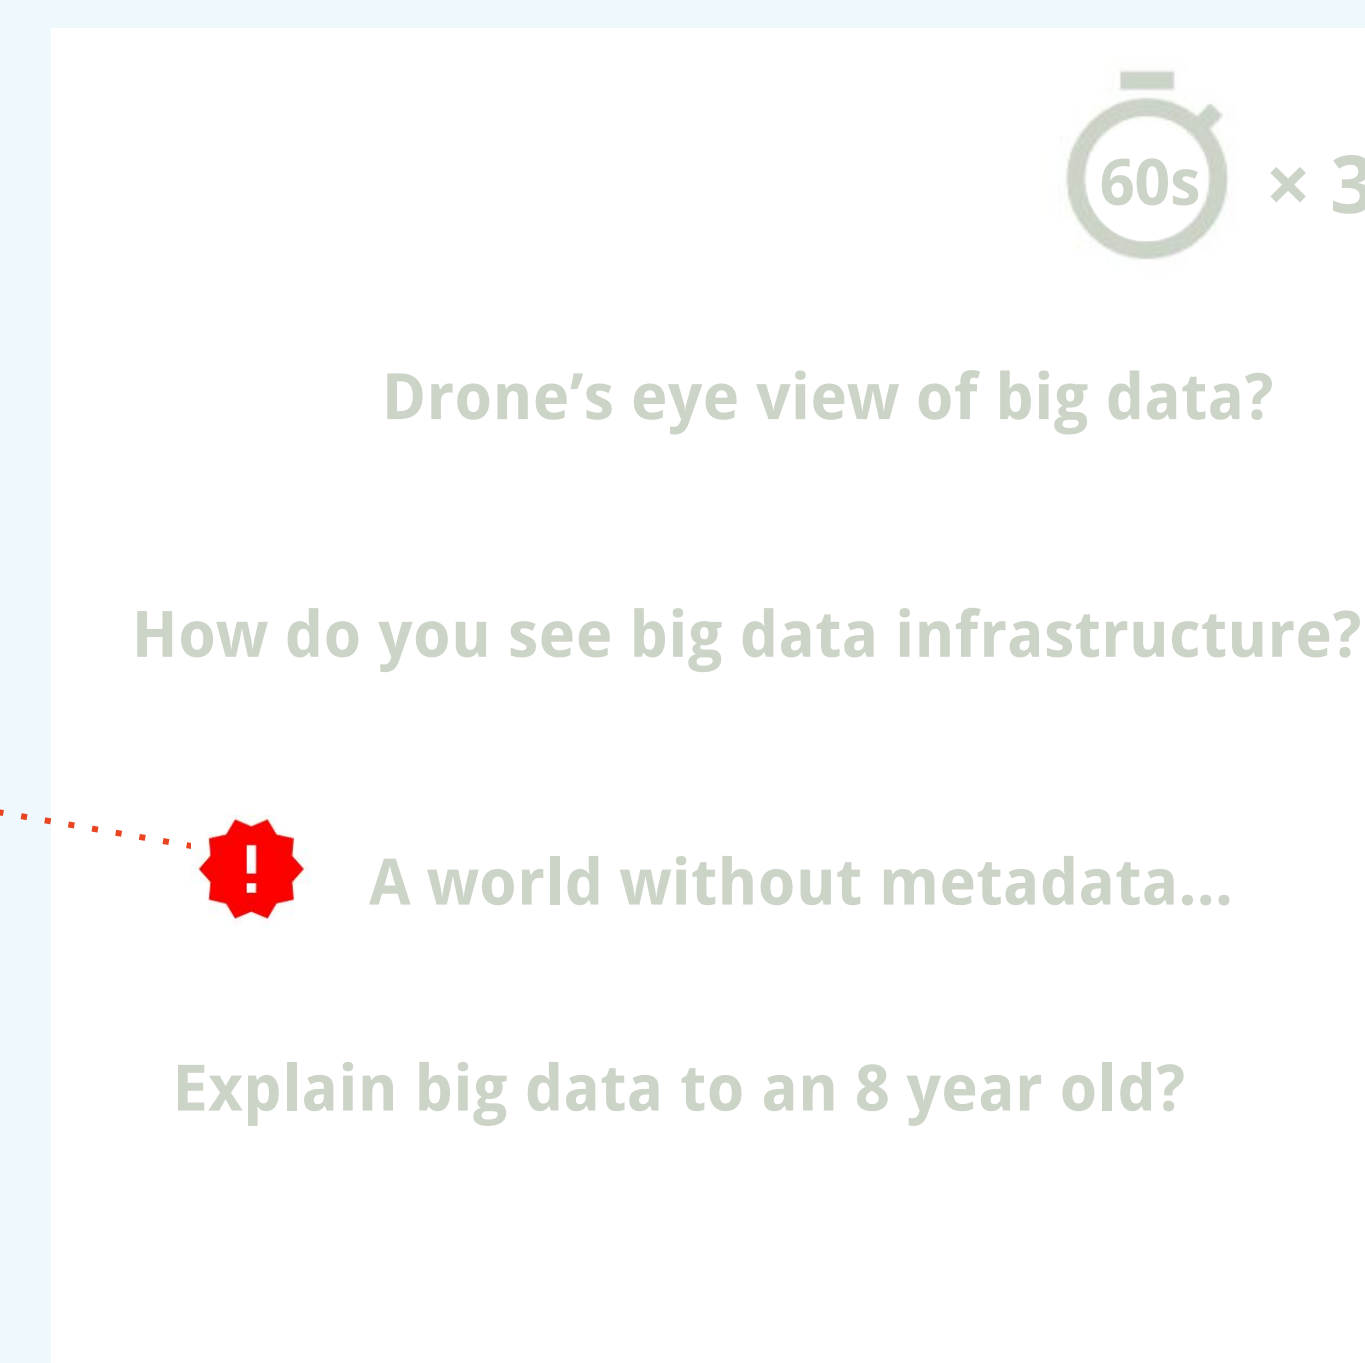 60s × 3
Drone’s eye view of big data?
How do you see big data infrastructure?
! A world without metadata...
Explain big data to an 8 year old?